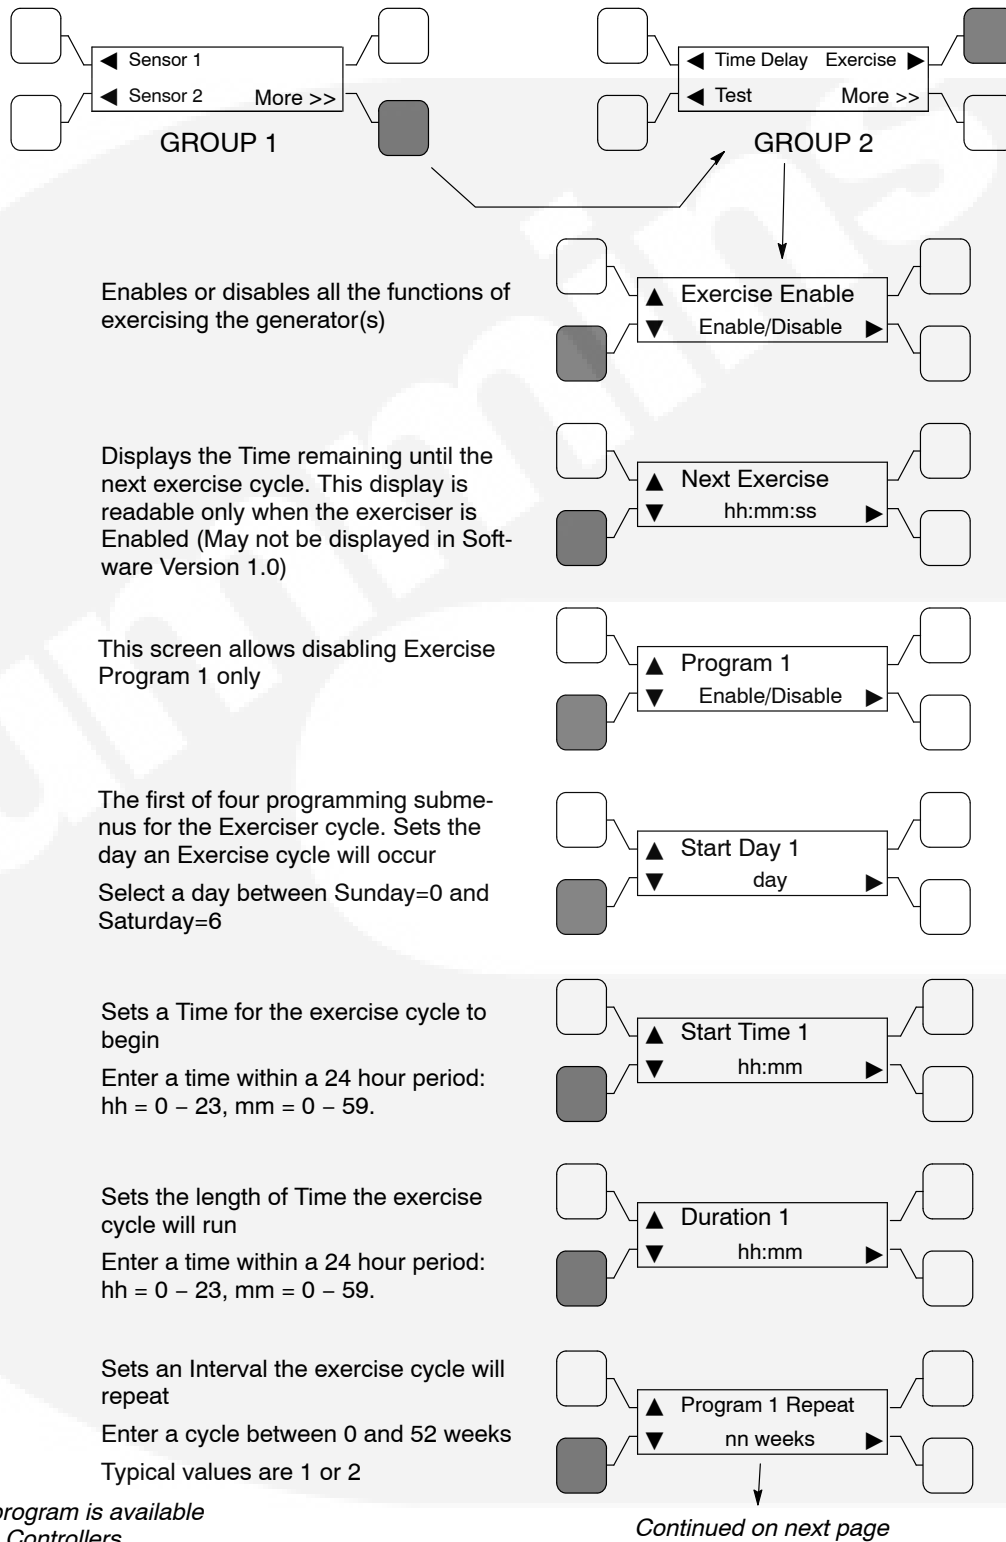 ◀ Sensor 1
◀ Sensor 2 More >>
GROUP 1
◀ Time Delay Exercise ▶
◀ Test More >>
GROUP 2
Enables or disables all the functions of
exercising the generator(s)
▲ Exercise Enable
▼ Enable/Disable ▶
Displays the Time remaining until the
next exercise cycle. This display is
readable only when the exerciser is
Enabled (May not be displayed in Soft-
ware Version 1.0)
▲ Next Exercise
▼ hh:mm:ss ▶
This screen allows disabling Exercise
Program 1 only
▲ Program 1
▼ Enable/Disable ▶
The first of four programming subme-
nus for the Exerciser cycle. Sets the
day an Exercise cycle will occur
Select a day between Sunday=0 and
Saturday=6
▲ Start Day 1
▼ day ▶
Sets a Time for the exercise cycle to
begin
Enter a time within a 24 hour period:
hh = 0 − 23, mm = 0 − 59.
▲ Start Time 1
▼ hh:mm ▶
Sets the length of Time the exercise
cycle will run
Enter a time within a 24 hour period:
hh = 0 − 23, mm = 0 − 59.
▲ Duration 1
▼ hh:mm ▶
Sets an Interval the exercise cycle will
repeat
Enter a cycle between 0 and 52 weeks
Typical values are 1 or 2
▲ Program 1 Repeat
▼ nn weeks ▶
program is available
Controllers
Continued on next page
ummins